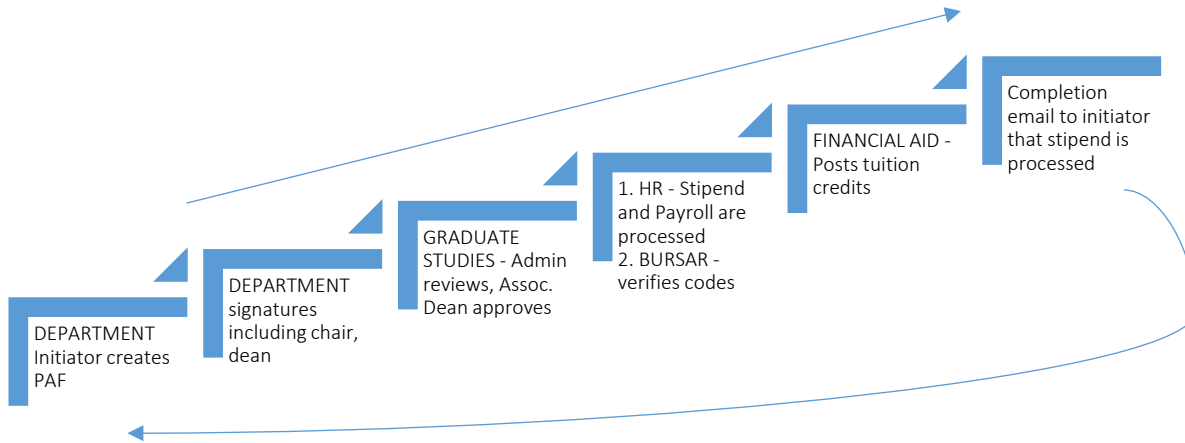 DEPARTMENT
Initiator creates
PAF
DEPARTMENT
signatures
including chair,
dean
GRADUATE
STUDIES - Admin
reviews, Assoc.
Dean approves
1. HR - Stipend
and Payroll are
processed
2. BURSAR -
verifies codes
FINANCIAL AID -
Posts tuition
credits
Completion
email to initiator
that stipend is
processed